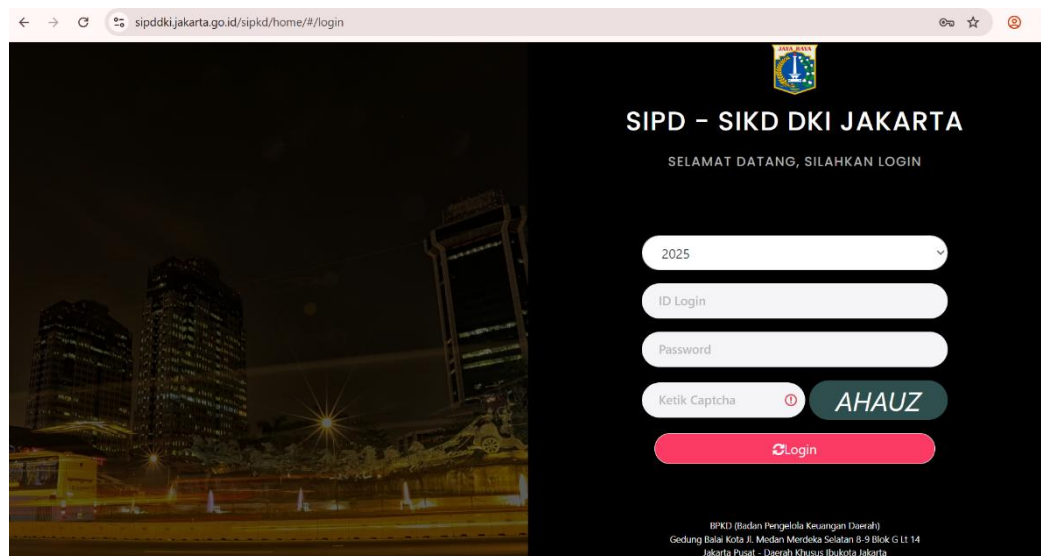 sipddki.jakarta.go.id/sipkd/home/#/login
JAYA RAYA
SIPD - SIKD DKI JAKARTA
SELAMAT DATANG, SILAHKAN LOGIN
2025
ID Login
Password
Ketik Captcha
AHAUZ
Login
BPKD (Badan Pengelola Keuangan Daerah)
Gedung Balai Kota Jl. Medan Merdeka Selatan 8-9 Blok G Lt 14
Jakarta Pusat - Daerah Khusus Ibukota Jakarta